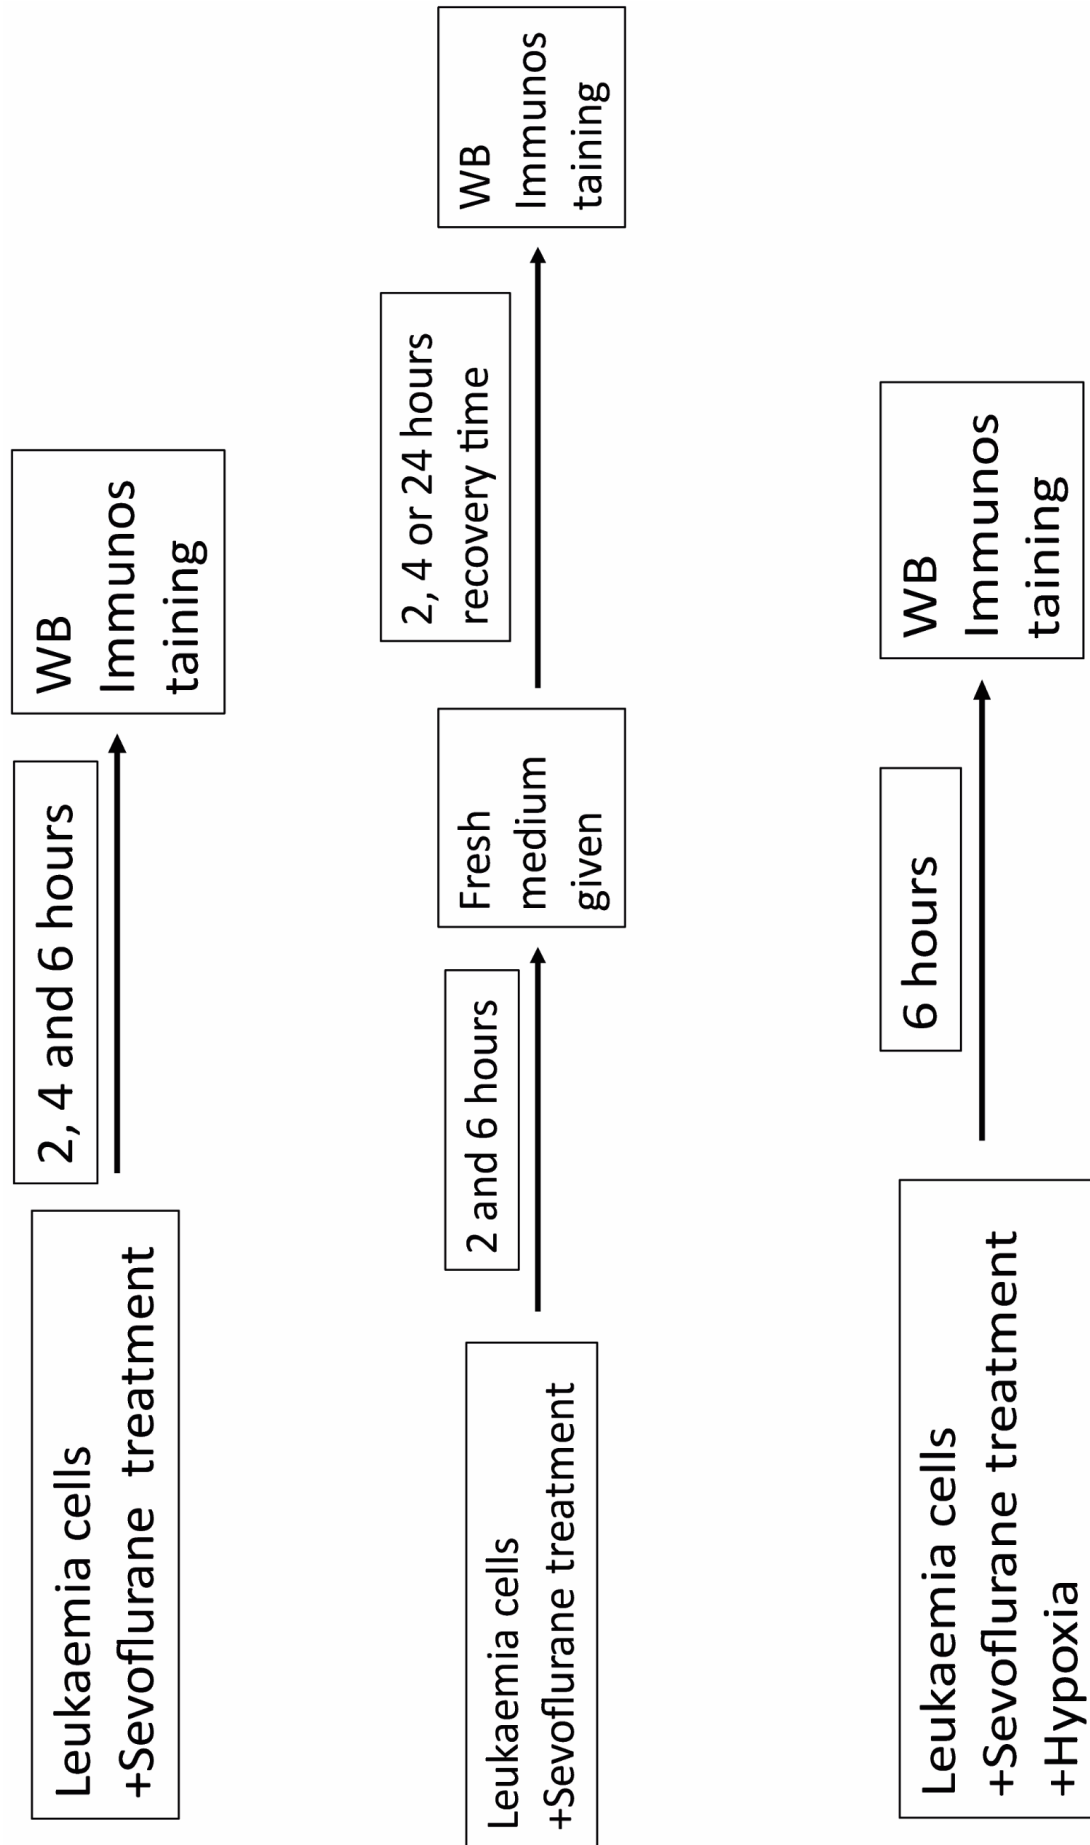 Leukaemia cells
+Sevoflurane treatment
2, 4 and 6 hours
WB
Immunos
taining
Leukaemia cells
+Sevoflurane treatment
2 and 6 hours
Fresh
medium
given
2, 4 or 24 hours
recovery time
WB
Immunos
taining
Leukaemia cells
+Sevoflurane treatment
+Hypoxia
6 hours
WB
Immunos
taining